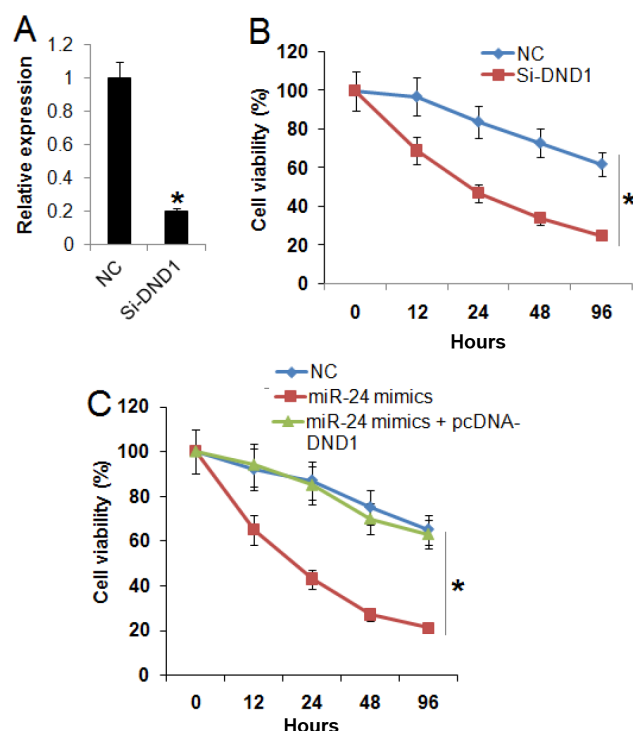 A
Relative expression
1.2
1
0.8
0.6
0.4
0.2
0
*
NC
Si-DND1
B
NC
Si-DND1
Cell viability (%)
120
100
80
60
40
20
0
*
0 12 24 48 96
Hours
C
NC
miR-24 mimics
miR-24 mimics + pcDNA-
DND1
Cell viability (%)
120
100
80
60
40
20
0
*
0 12 24 48 96
Hours